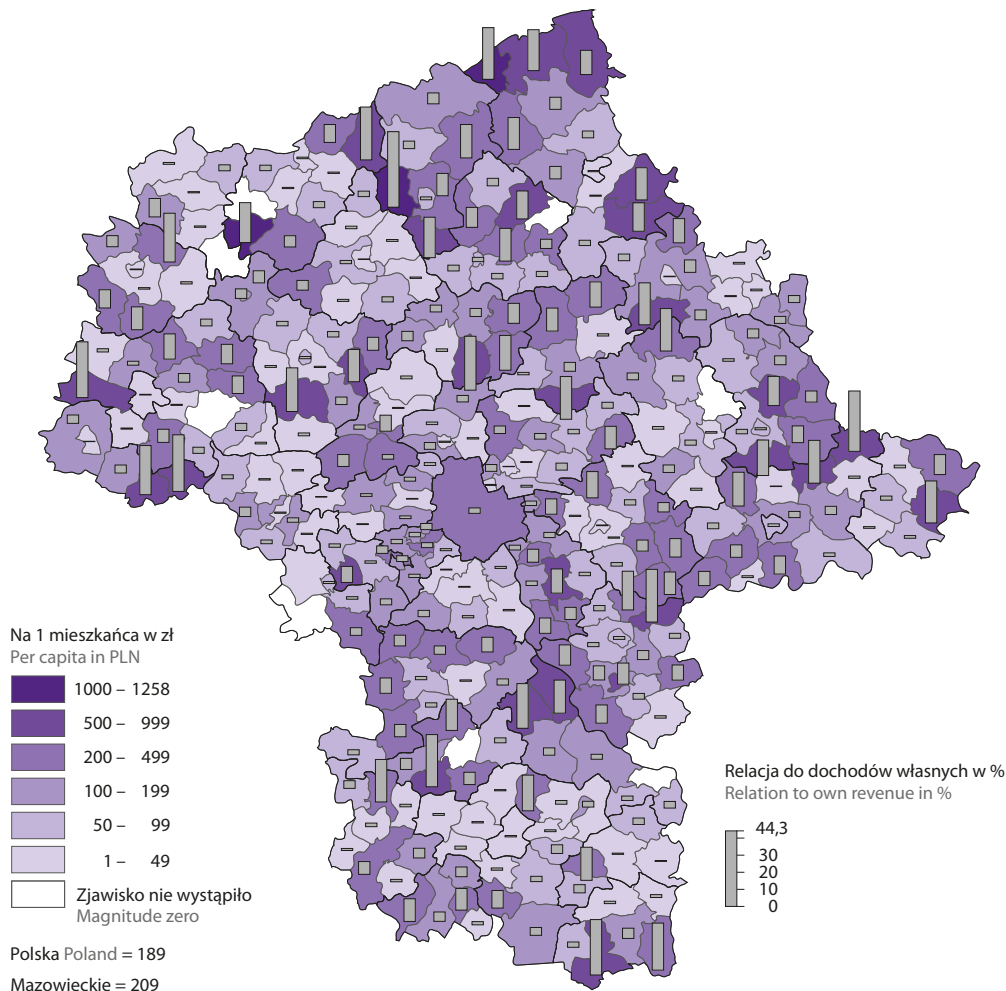 Na 1 mieszkańca w zł
Per capita in PLN
1000 – 1258
500 – 999
200 – 499
100 – 199
50 – 99
1 – 49
Zjawisko nie wystąpiło
Magnitude zero
Polska Poland = 189
Mazowieckie = 209
Relacja do dochodów własnych w %
Relation to own revenue in %
44,3
30
20
10
0